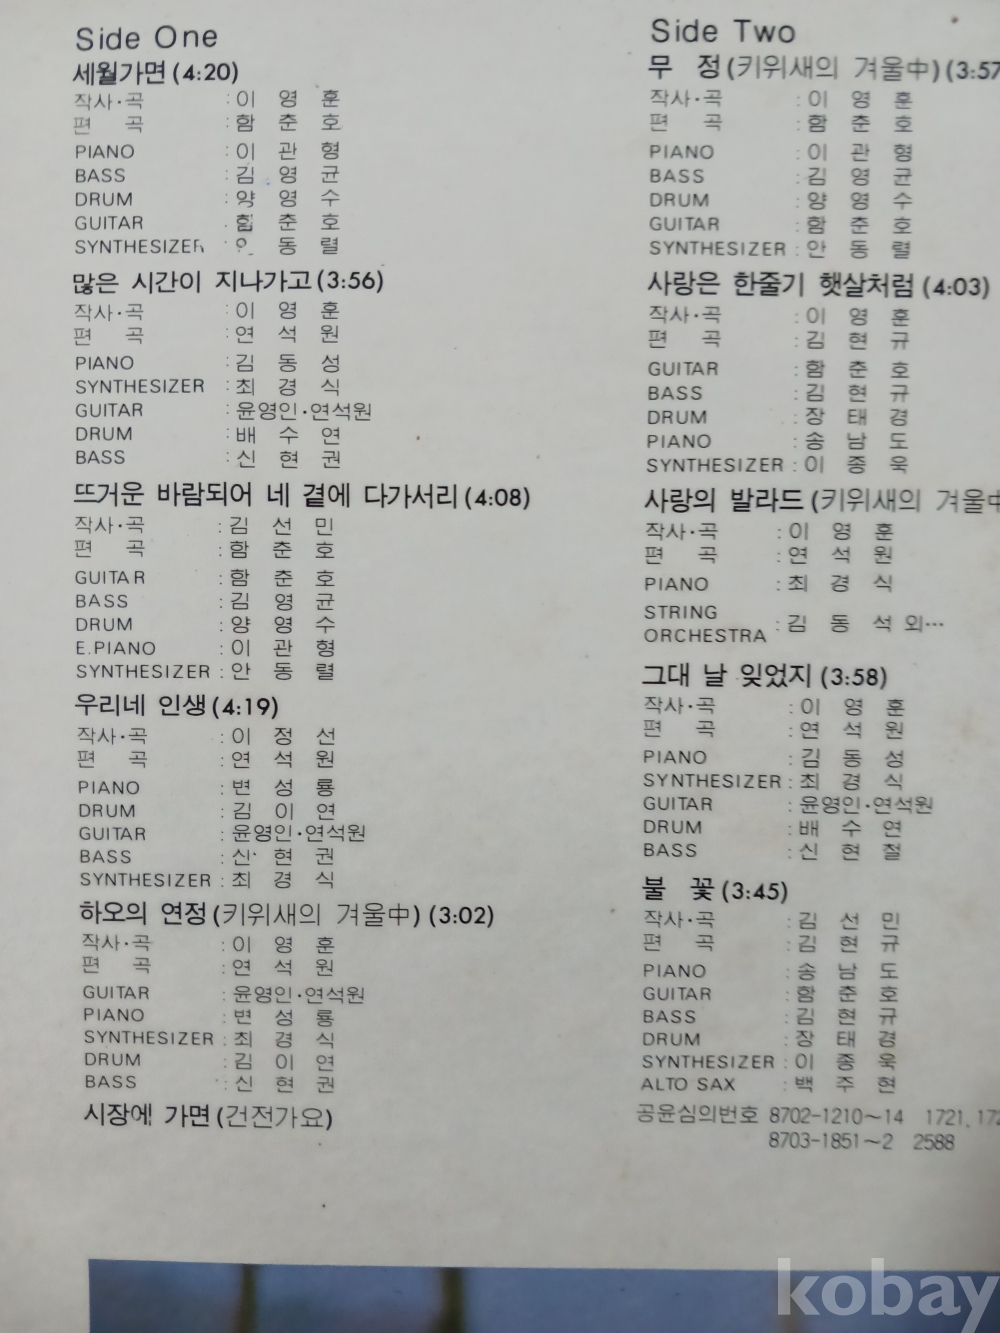 Side One
세월가면 (4:20)
작사·곡 : 이 영 훈
편 곡 : 함 춘 호
PIANO : 이 관 형
BASS : 김 영 균
DRUM : 양 영 수
GUITAR : 함 춘 호
SYNTHESIZER : 동 렬
많은 시간이 지나가고 (3:56)
작사·곡 : 이 영 훈
편 곡 : 연 석 원
PIANO : 김 동 성
SYNTHESIZER : 최 경 식
GUITAR : 윤영인·연석원
DRUM : 배 수 연
BASS : 신 현 권
뜨거운 바람되어 네 곁에 다가서리 (4:08)
작사·곡 : 김 선 민
편 곡 : 함 춘 호
GUITAR : 함 춘 호
BASS : 김 영 균
DRUM : 양 영 수
E.PIANO : 이 관 형
SYNTHESIZER : 안 동 렬
우리네 인생 (4:19)
작사·곡 : 이 정 선
편 곡 : 연 석 원
PIANO : 변 성 룡
DRUM : 김 이 연
GUITAR : 윤영인·연석원
BASS : 신 현 권
SYNTHESIZER : 최 경 식
하오의 연정 (키위새의 겨울中) (3:02)
작사·곡 : 이 영 훈
편 곡 : 연 석 원
GUITAR : 윤영인·연석원
PIANO : 변 성 룡
SYNTHESIZER : 최 경 식
DRUM : 김 이 연
BASS : 신 현 권
시장에 가면 (건전가요)
Side Two
무 정 (키위새의 겨울中) (3:57
작사·곡 : 이 영 훈
편 곡 : 함 춘 호
PIANO : 이 관 형
BASS : 김 영 균
DRUM : 양 영 수
GUITAR : 함 춘 호
SYNTHESIZER : 안 동 렬
사랑은 한줄기 햇살처럼 (4:03)
작사·곡 : 이 영 훈
편 곡 : 김 현 규
GUITAR : 함 춘 호
BASS : 김 현 규
DRUM : 장 태 경
PIANO : 송 남 도
SYNTHESIZER : 이 종 욱
사랑의 발라드 (키위새의 겨울中
작사·곡 : 이 영 훈
편 곡 : 연 석 원
PIANO : 최 경 식
STRING
ORCHESTRA : 김 동 석 외…
그대 날 잊었지 (3:58)
작사·곡 : 이 영 훈
편 곡 : 연 석 원
PIANO : 김 동 성
SYNTHESIZER : 최 경 식
GUITAR : 윤영인·연석원
DRUM : 배 수 연
BASS : 신 현 철
불 꽃 (3:45)
작사·곡 : 김 선 민
편 곡 : 김 현 규
PIANO : 송 남 도
GUITAR : 함 춘 호
BASS : 김 현 규
DRUM : 장 태 경
SYNTHESIZER : 이 종 욱
ALTO SAX : 백 주 현
공윤심의번호 8702-1210~14 1721,
8703-1851~2 2588
kobay